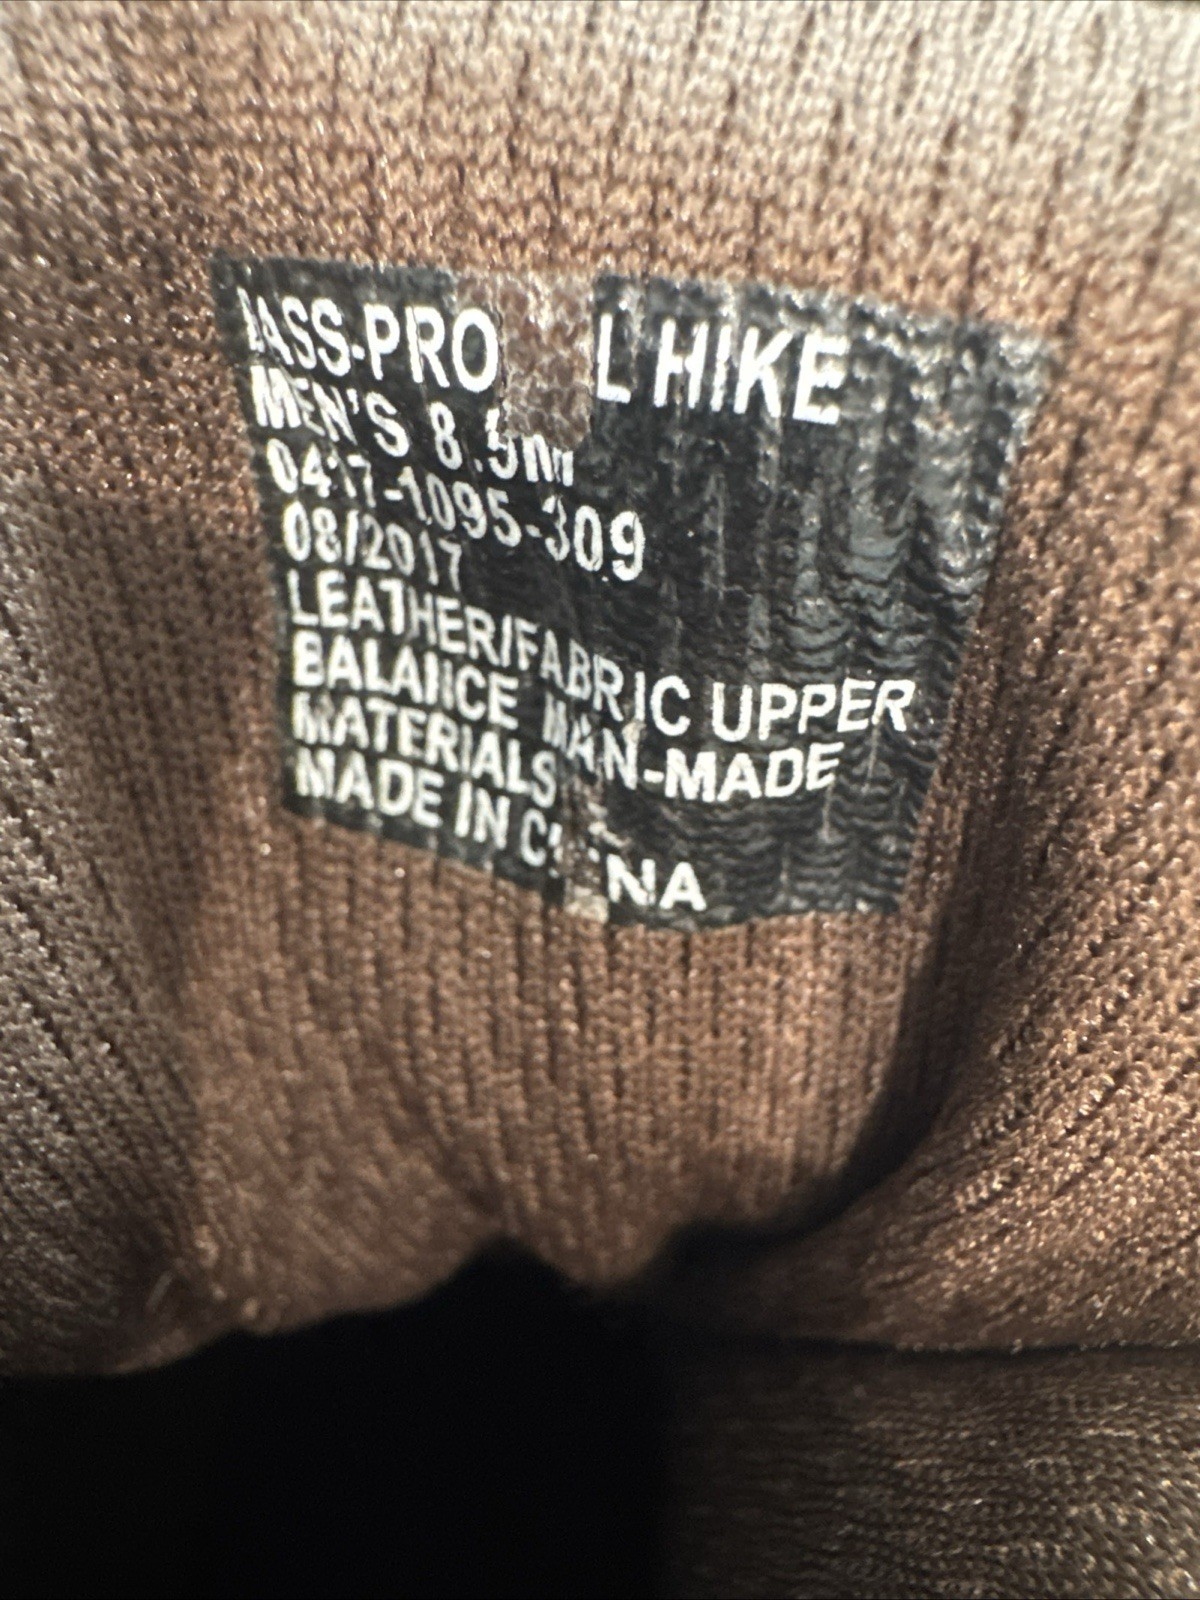 BASS-PRO L HIKE
MEN'S 8.5m
0417-1095-309
08/2017
LEATHER/FABRIC UPPER
BALANCE MAN-MADE
MATERIALS
MADE IN CHINA